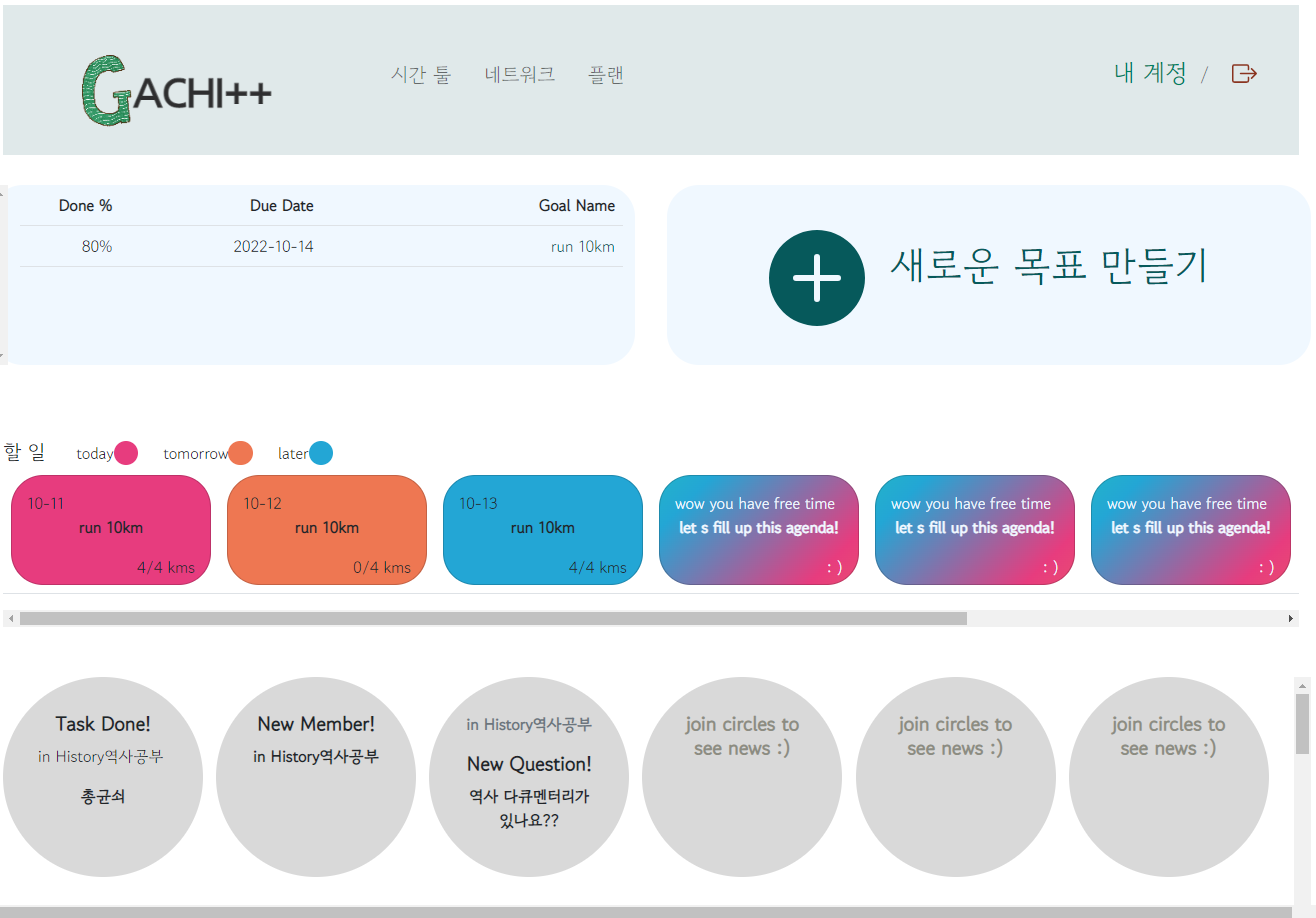 GACHI++
시간 툴 네트워크 플랜
내 계정 /
Done % Due Date Goal Name
80% 2022-10-14 run 10km
새로운 목표 만들기
할 일 today tomorrow later
10-11
run 10km
4/4 kms
10-12
run 10km
0/4 kms
10-13
run 10km
4/4 kms
wow you have free time
let s fill up this agenda!
: )
wow you have free time
let s fill up this agenda!
: )
wow you have free time
let s fill up this agenda!
: )
Task Done!
in History역사공부
총균쇠
New Member!
in History역사공부
in History역사공부
New Question!
역사 다큐멘터리가
있나요??
join circles to
see news :)
join circles to
see news :)
join circles to
see news :)